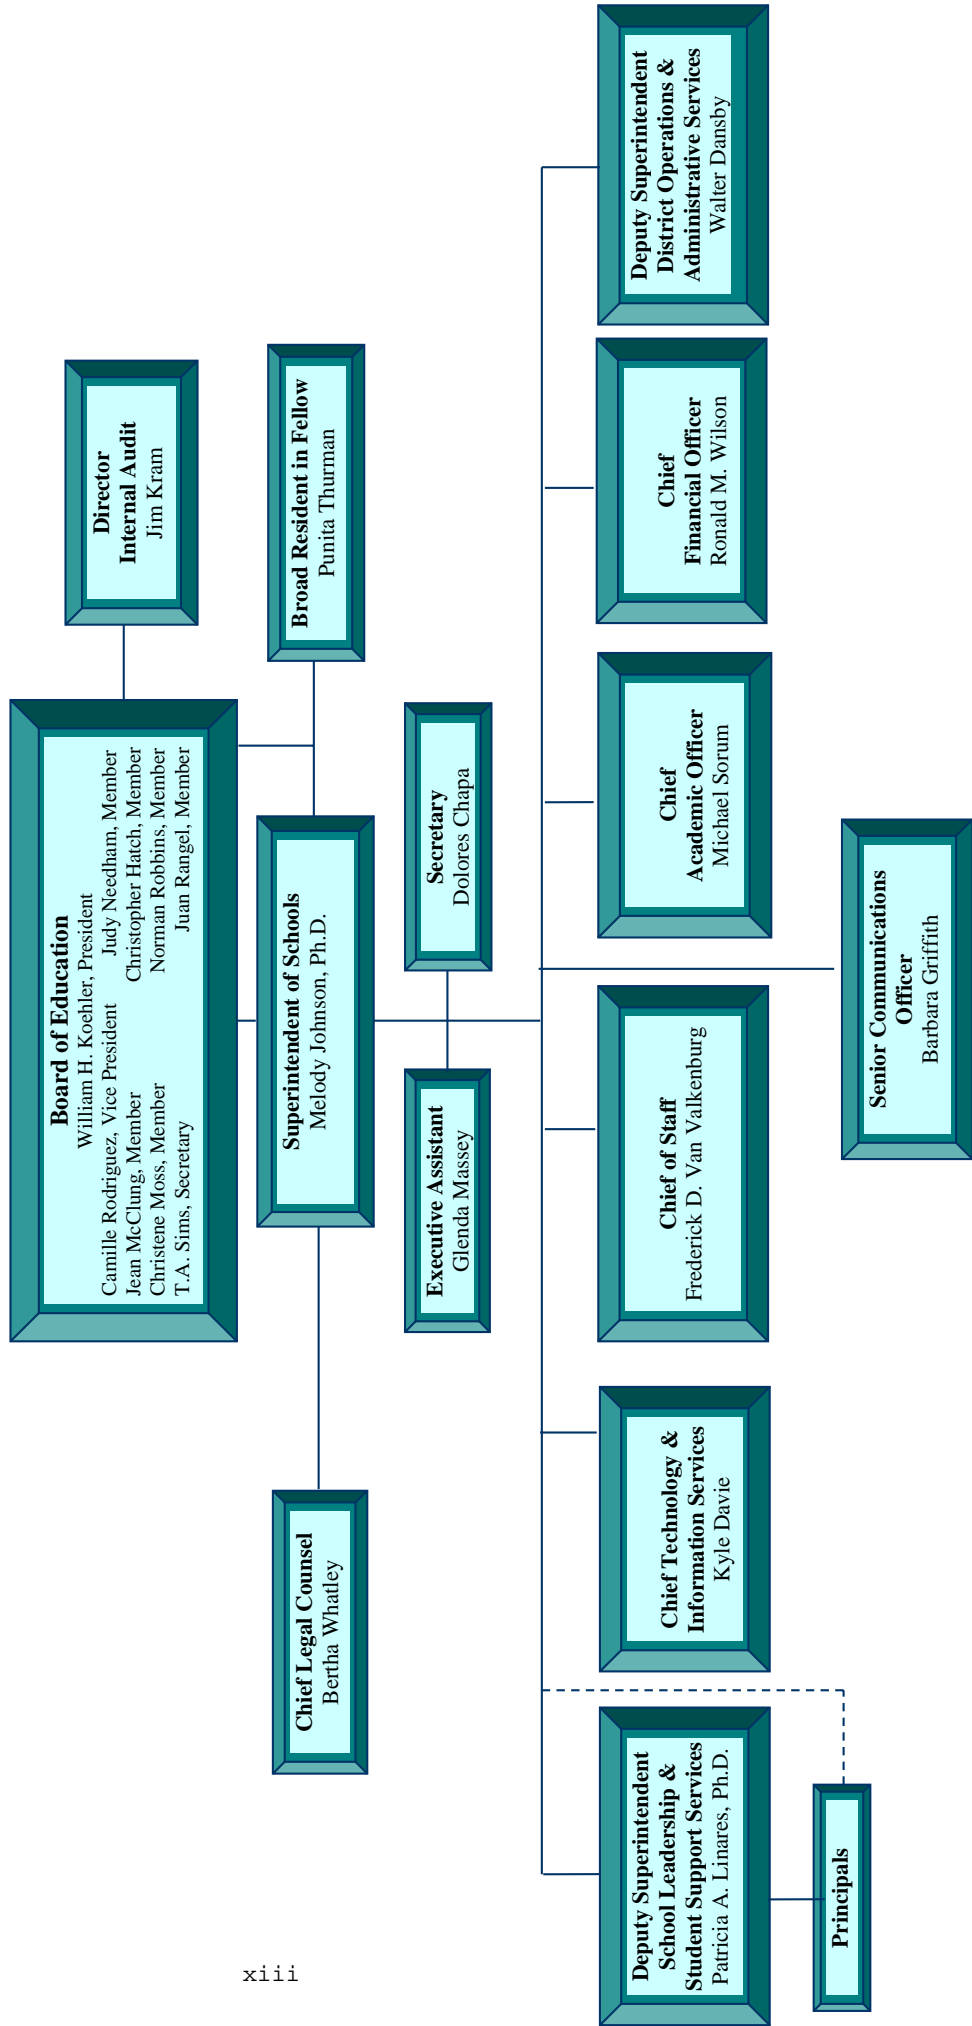 Board of Education
William H. Koehler, President
Camille Rodriguez, Vice President Judy Needham, Member
Jean McClung, Member Christopher Hatch, Member
Christene Moss, Member Norman Robbins, Member
T.A. Sims, Secretary Juan Rangel, Member
Director
Internal Audit
Jim Kram
Chief Legal Counsel
Bertha Whatley
Superintendent of Schools
Melody Johnson, Ph.D.
Broad Resident in Fellow
Punita Thurman
Executive Assistant
Glenda Massey
Secretary
Dolores Chapa
Deputy Superintendent
School Leadership &
Student Support Services
Patricia A. Linares, Ph.D.
Chief Technology &
Information Services
Kyle Davie
Chief of Staff
Frederick D. Van Valkenburg
Chief
Academic Officer
Michael Sorum
Chief
Financial Officer
Ronald M. Wilson
Deputy Superintendent
District Operations &
Administrative Services
Walter Dansby
Principals
Senior Communications
Officer
Barbara Griffith
xiii